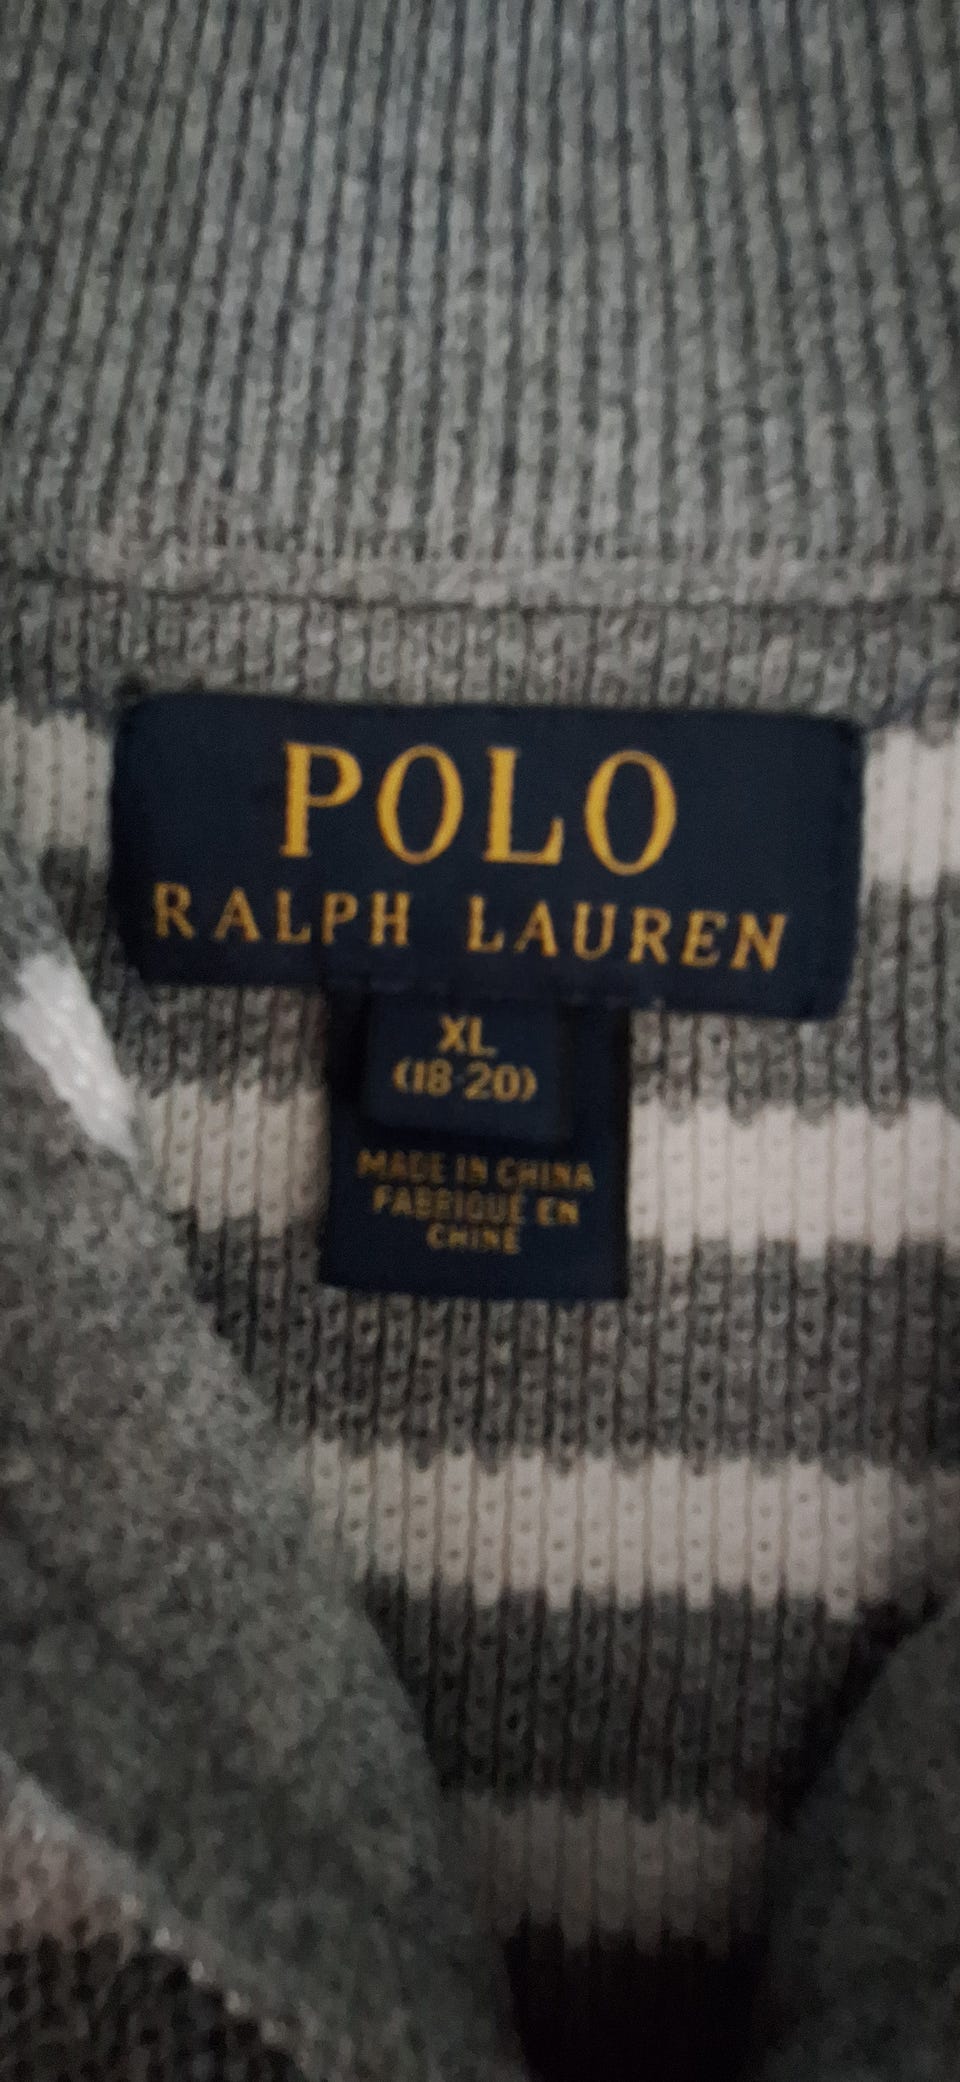 POLO
RALPH LAUREN
XL
(18-20)
MADE IN CHINA
FABRIQUÉ EN
CHINE